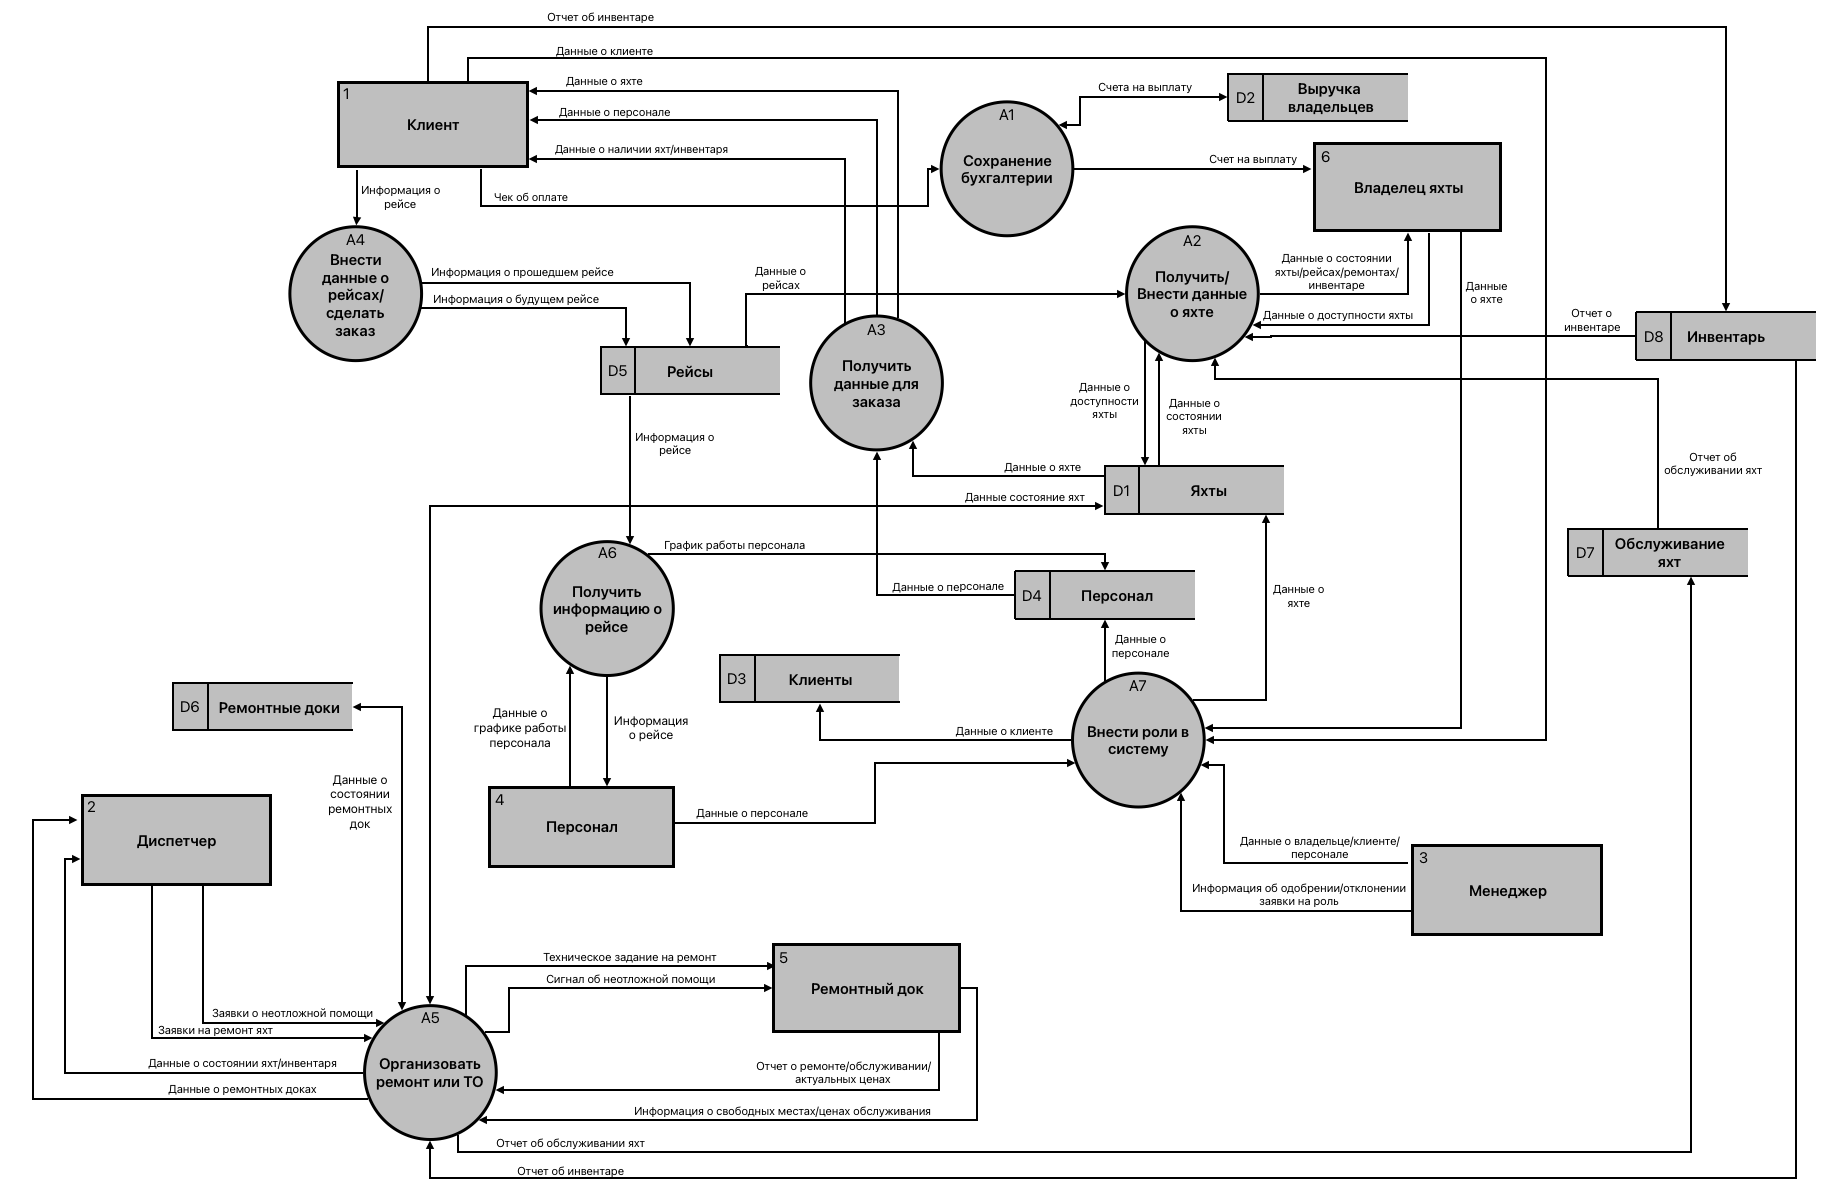 Отчет об инвентаре
Данные о клиенте
Данные о яхте
Данные о персонале
Данные о наличии яхт/инвентаря
Чек об оплате
1
Клиент
Информация о
рейсе
A1
Сохранение
бухгалтерии
Счета на выплату
D2
Выручка
владельцев
Счет на выплату
6
Владелец яхты
A4
Внести
данные о
рейсах/
сделать
заказ
Информация о прошедшем рейсе
Информация о будущем рейсе
Данные о
рейсах
A2
Получить/
Внести данные
о яхте
Данные о состоянии
яхты/рейсах/ремонтах/
инвентаре
Данные
о яхте
Данные о доступности яхты
Отчет о
инвентаре
D8
Инвентарь
D5
Рейсы
A3
Получить
данные для
заказа
Данные о
доступности
яхты
Данные о
состоянии
яхты
Информация о
рейсе
Данные о яхте
Данные состояние яхт
D1
Яхты
Отчет об
обслуживании яхт
A6
Получить
информацию о
рейсе
График работы персонала
Данные о персонале
D4
Персонал
Данные о
яхте
D7
Обслуживание
яхт
Данные о
персонале
D6
Ремонтные доки
D3
Клиенты
A7
Внести роли в
систему
Данные о
графике работы
персонала
Информация
о рейсе
Данные о клиенте
Данные о
состоянии
ремонтных
док
2
Диспетчер
4
Персонал
Данные о персонале
Данные о владельце/клиенте/
персонале
Информация об одобрении/отклонении
заявки на роль
3
Менеджер
Техническое задание на ремонт
Сигнал об неотложной помощи
5
Ремонтный док
Заявки о неотложной помощи
Заявки на ремонт яхт
Данные о состоянии яхт/инвентаря
Данные о ремонтных доках
A5
Организовать
ремонт или ТО
Отчет о ремонте/обслуживании/
актуальных ценах
Информация о свободных местах/ценах обслуживания
Отчет об обслуживании яхт
Отчет об инвентаре